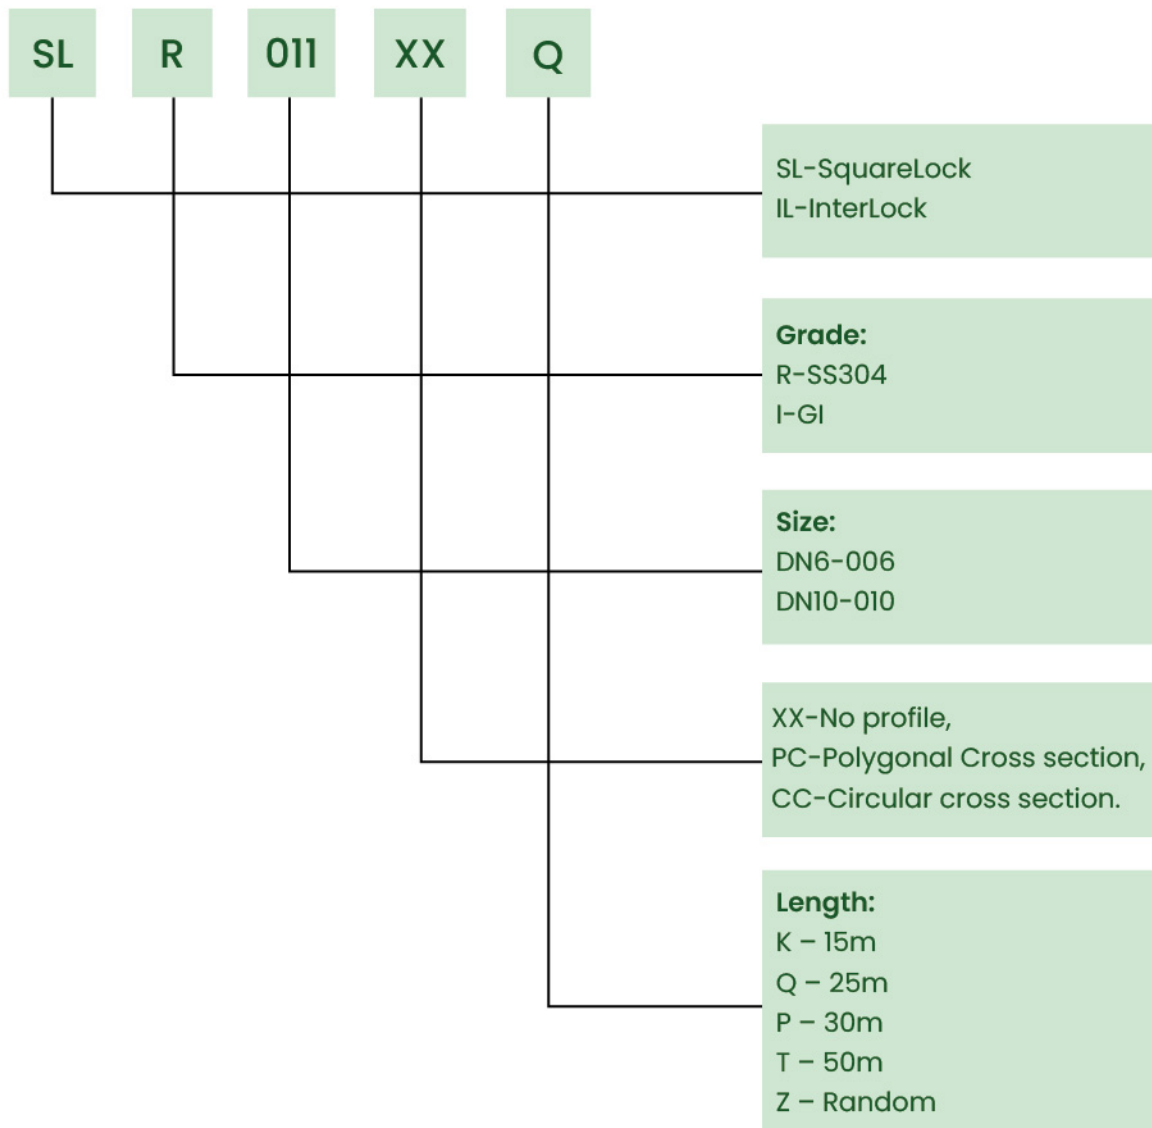 SL R 011 XX Q
SL-SquareLock
IL-InterLock
Grade:
R-SS304
I-GI
Size:
DN6-006
DN10-010
XX-No profile,
PC-Polygonal Cross section,
CC-Circular cross section.
Length:
K – 15m
Q – 25m
P – 30m
T – 50m
Z – Random